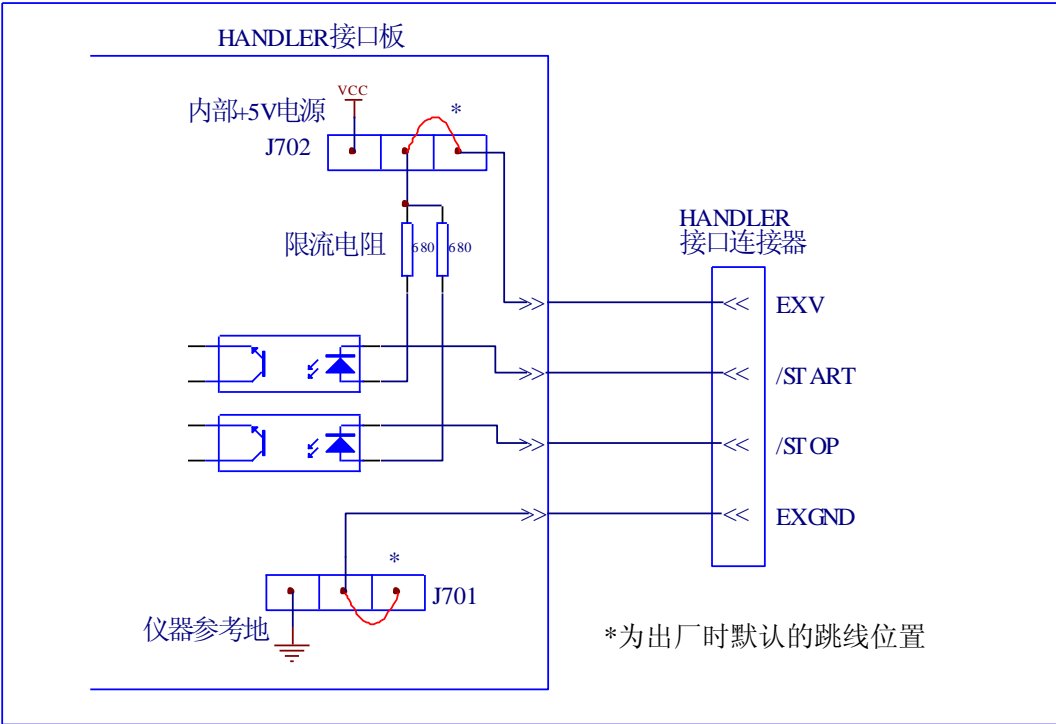 HANDLER接口板
VCC
内部+5V电源
*
J702
限流电阻
680
680
HANDLER
接口连接器
EXV
/START
/STOP
EXGND
*
J701
仪器参考地
*为出厂时默认的跳线位置